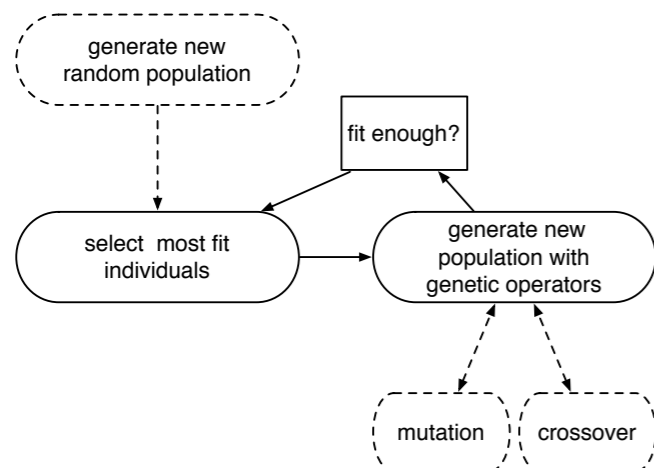 generate new
random population
fit enough?
select most fit
individuals
generate new
population with
genetic operators
mutation
crossover